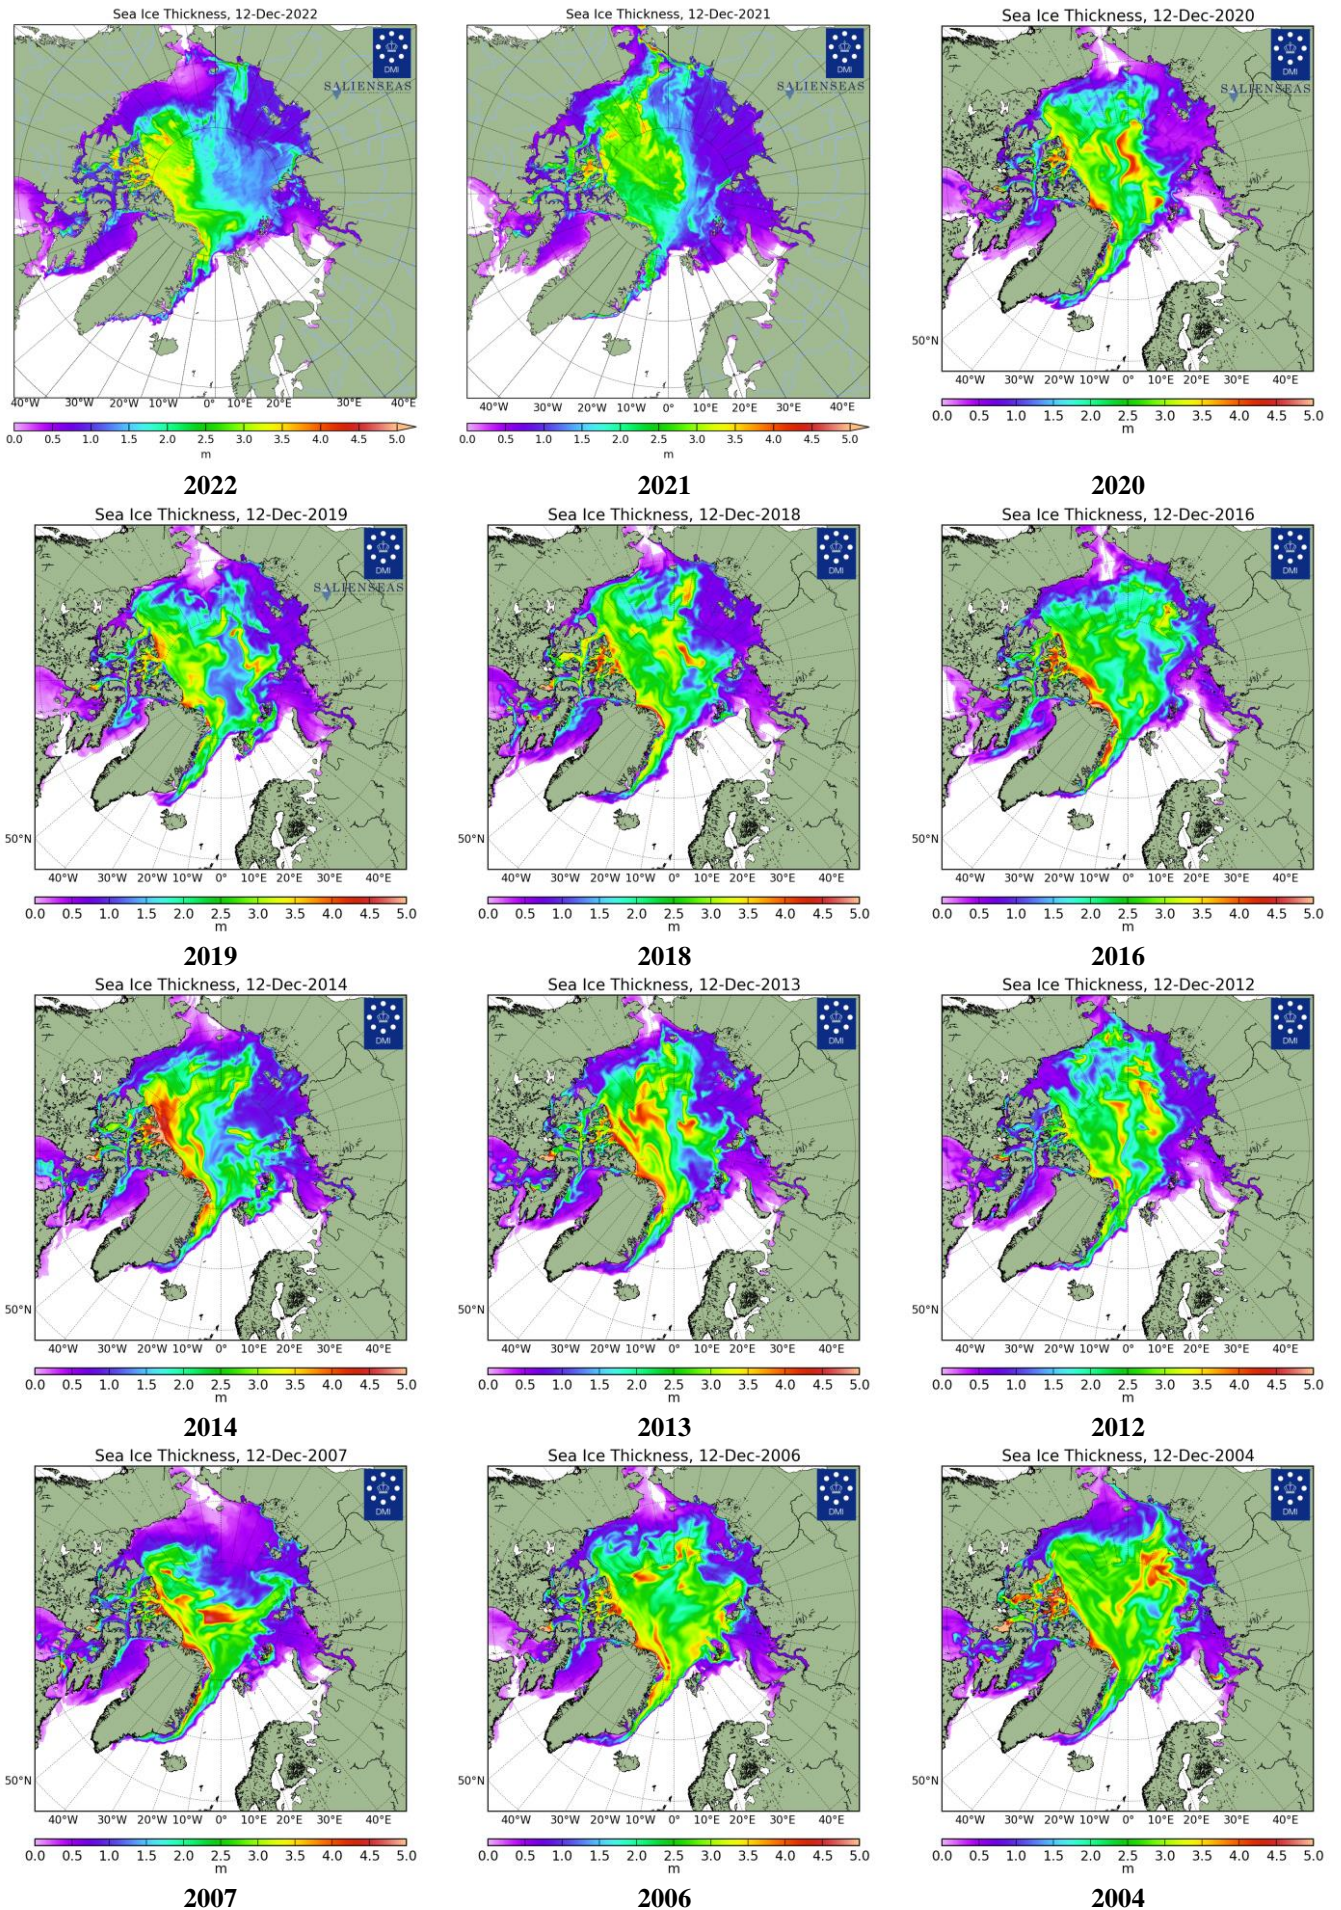 Sea Ice Thickness, 12-Dec-2022
DMI
SALIENSEAS
40°W 30°W 20°W 10°W 0° 10°E 20°E 30°E 40°E
0.0 0.5 1.0 1.5 2.0 2.5 3.0 3.5 4.0 4.5 5.0
m
2022
Sea Ice Thickness, 12-Dec-2021
DMI
SALIENSEAS
40°W 30°W 20°W 10°W 0° 10°E 20°E 30°E 40°E
0.0 0.5 1.0 1.5 2.0 2.5 3.0 3.5 4.0 4.5 5.0
m
2021
Sea Ice Thickness, 12-Dec-2020
DMI
SALIENSEAS
50°N
40°W 30°W 20°W 10°W 0° 10°E 20°E 30°E 40°E
0.0 0.5 1.0 1.5 2.0 2.5 3.0 3.5 4.0 4.5 5.0
m
2020
Sea Ice Thickness, 12-Dec-2019
DMI
SALIENSEAS
50°N
40°W 30°W 20°W 10°W 0° 10°E 20°E 30°E 40°E
0.0 0.5 1.0 1.5 2.0 2.5 3.0 3.5 4.0 4.5 5.0
m
2019
Sea Ice Thickness, 12-Dec-2018
DMI
40°W 30°W 20°W 10°W 0° 10°E 20°E 30°E 40°E
0.0 0.5 1.0 1.5 2.0 2.5 3.0 3.5 4.0 4.5 5.0
m
2018
Sea Ice Thickness, 12-Dec-2016
DMI
50°N
40°W 30°W 20°W 10°W 0° 10°E 20°E 30°E 40°E
0.0 0.5 1.0 1.5 2.0 2.5 3.0 3.5 4.0 4.5 5.0
m
2016
Sea Ice Thickness, 12-Dec-2014
DMI
50°N
40°W 30°W 20°W 10°W 0° 10°E 20°E 30°E 40°E
0.0 0.5 1.0 1.5 2.0 2.5 3.0 3.5 4.0 4.5 5.0
m
2014
Sea Ice Thickness, 12-Dec-2013
DMI
50°N
40°W 30°W 20°W 10°W 0° 10°E 20°E 30°E 40°E
0.0 0.5 1.0 1.5 2.0 2.5 3.0 3.5 4.0 4.5 5.0
m
2013
Sea Ice Thickness, 12-Dec-2012
DMI
50°N
40°W 30°W 20°W 10°W 0° 10°E 20°E 30°E 40°E
0.0 0.5 1.0 1.5 2.0 2.5 3.0 3.5 4.0 4.5 5.0
m
2012
Sea Ice Thickness, 12-Dec-2007
DMI
50°N
40°W 30°W 20°W 10°W 0° 10°E 20°E 30°E 40°E
0.0 0.5 1.0 1.5 2.0 2.5 3.0 3.5 4.0 4.5 5.0
m
2007
Sea Ice Thickness, 12-Dec-2006
DMI
50°N
40°W 30°W 20°W 10°W 0° 10°E 20°E 30°E 40°E
0.0 0.5 1.0 1.5 2.0 2.5 3.0 3.5 4.0 4.5 5.0
m
2006
Sea Ice Thickness, 12-Dec-2004
DMI
50°N
40°W 30°W 20°W 10°W 0° 10°E 20°E 30°E 40°E
0.0 0.5 1.0 1.5 2.0 2.5 3.0 3.5 4.0 4.5 5.0
m
2004